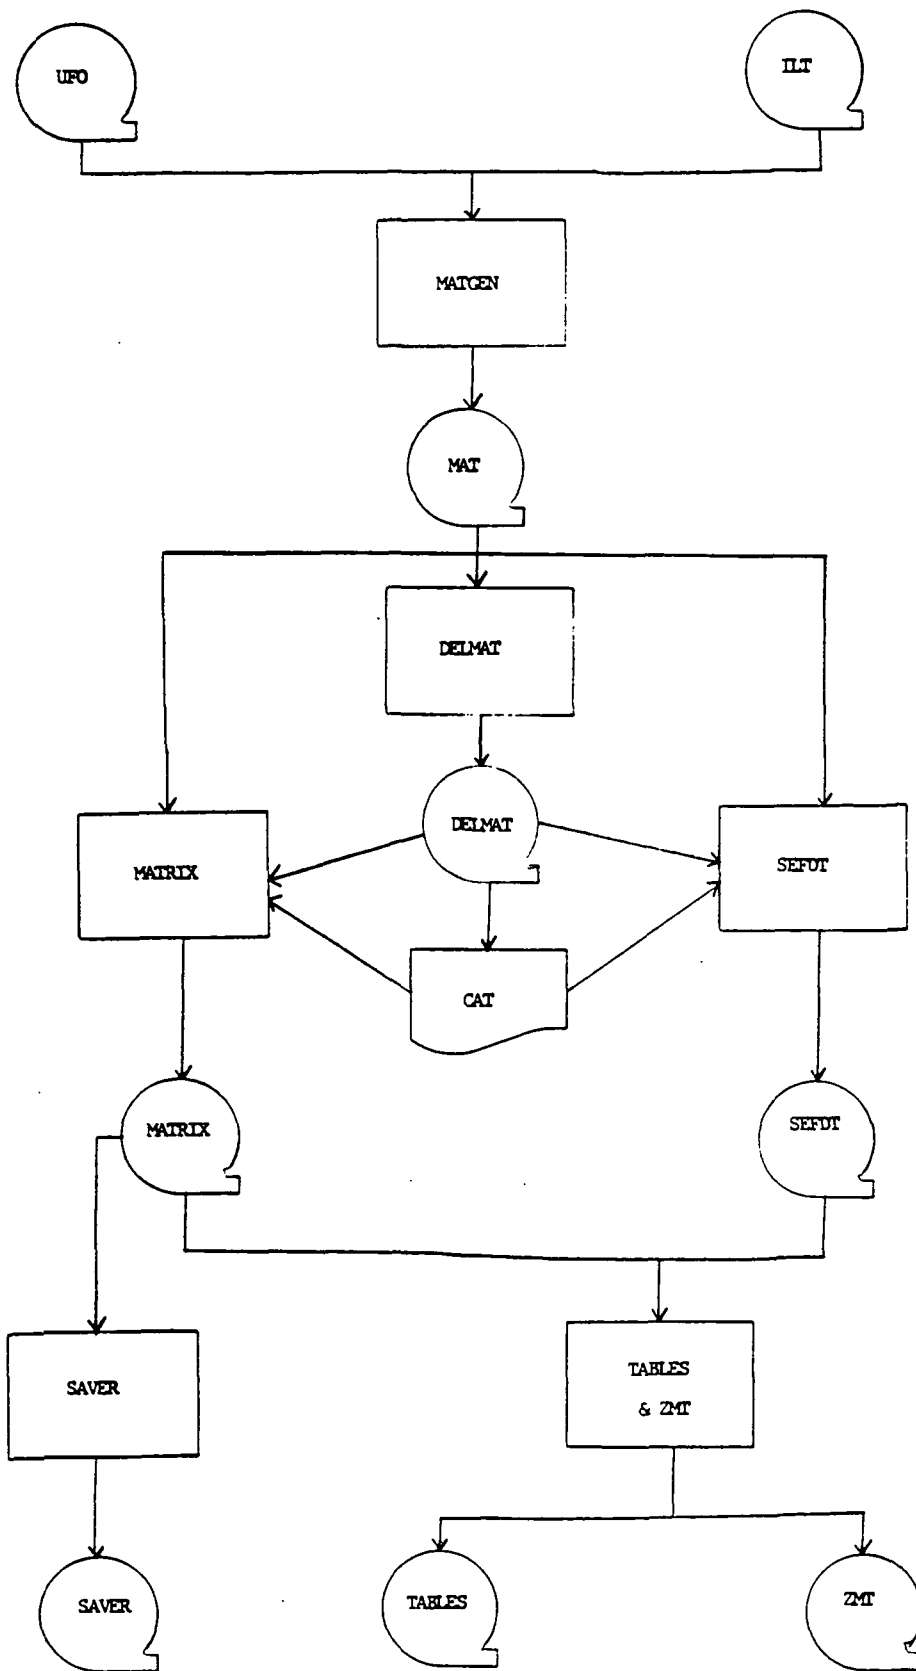 UFO
ILT
MATGEN
MAT
DELMAT
DELMAT
MATRIX
SEFDT
CAT
MATRIX
SEFDT
SAVER
TABLES
& ZMT
SAVER
TABLES
ZMT